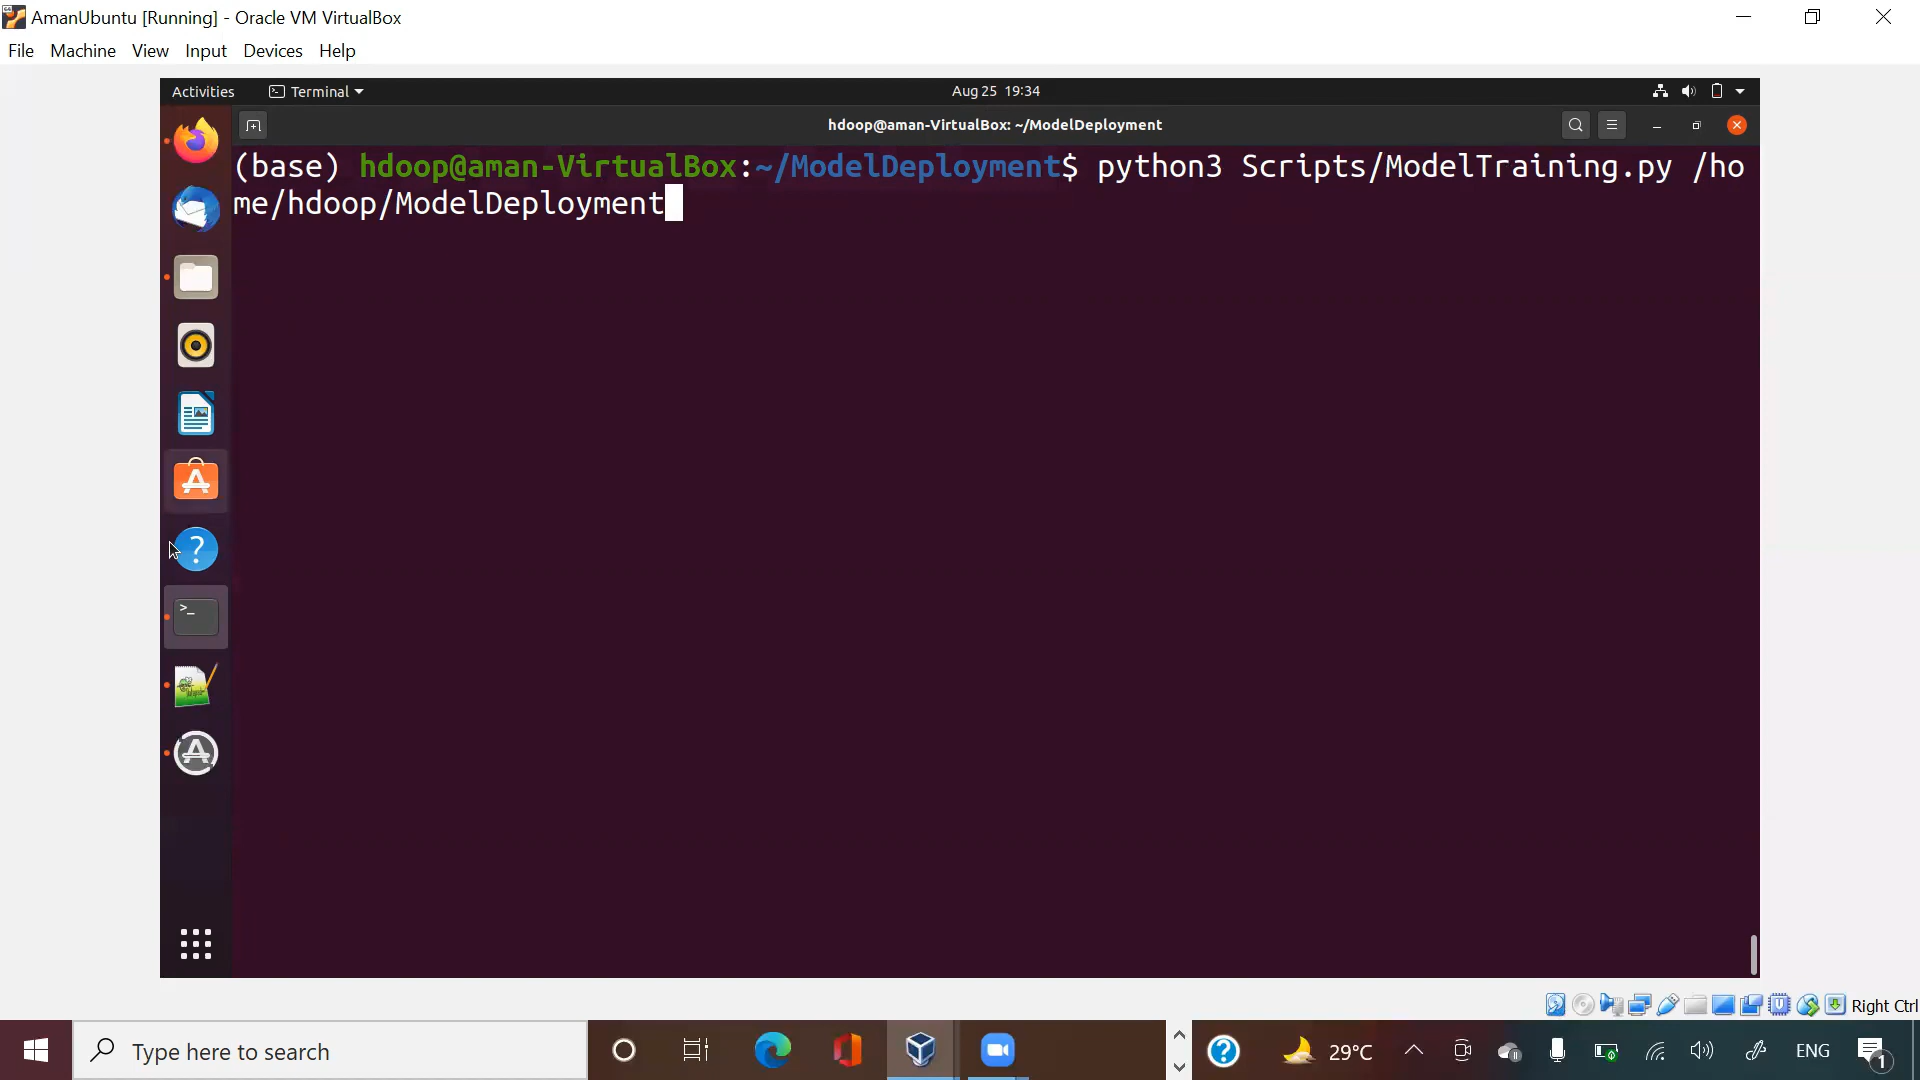 AmanUbuntu [Running] - Oracle VM VirtualBox
File Machine View Input Devices Help
Activities Terminal Aug 25 19:34
hdoop@aman-VirtualBox: ~/ModelDeployment
(base) hdoop@aman-VirtualBox:~/ModelDeployment$ python3 Scripts/ModelTraining.py /ho
me/hdoop/ModelDeployment
Right Ctrl
Type here to search
29°C ENG 1